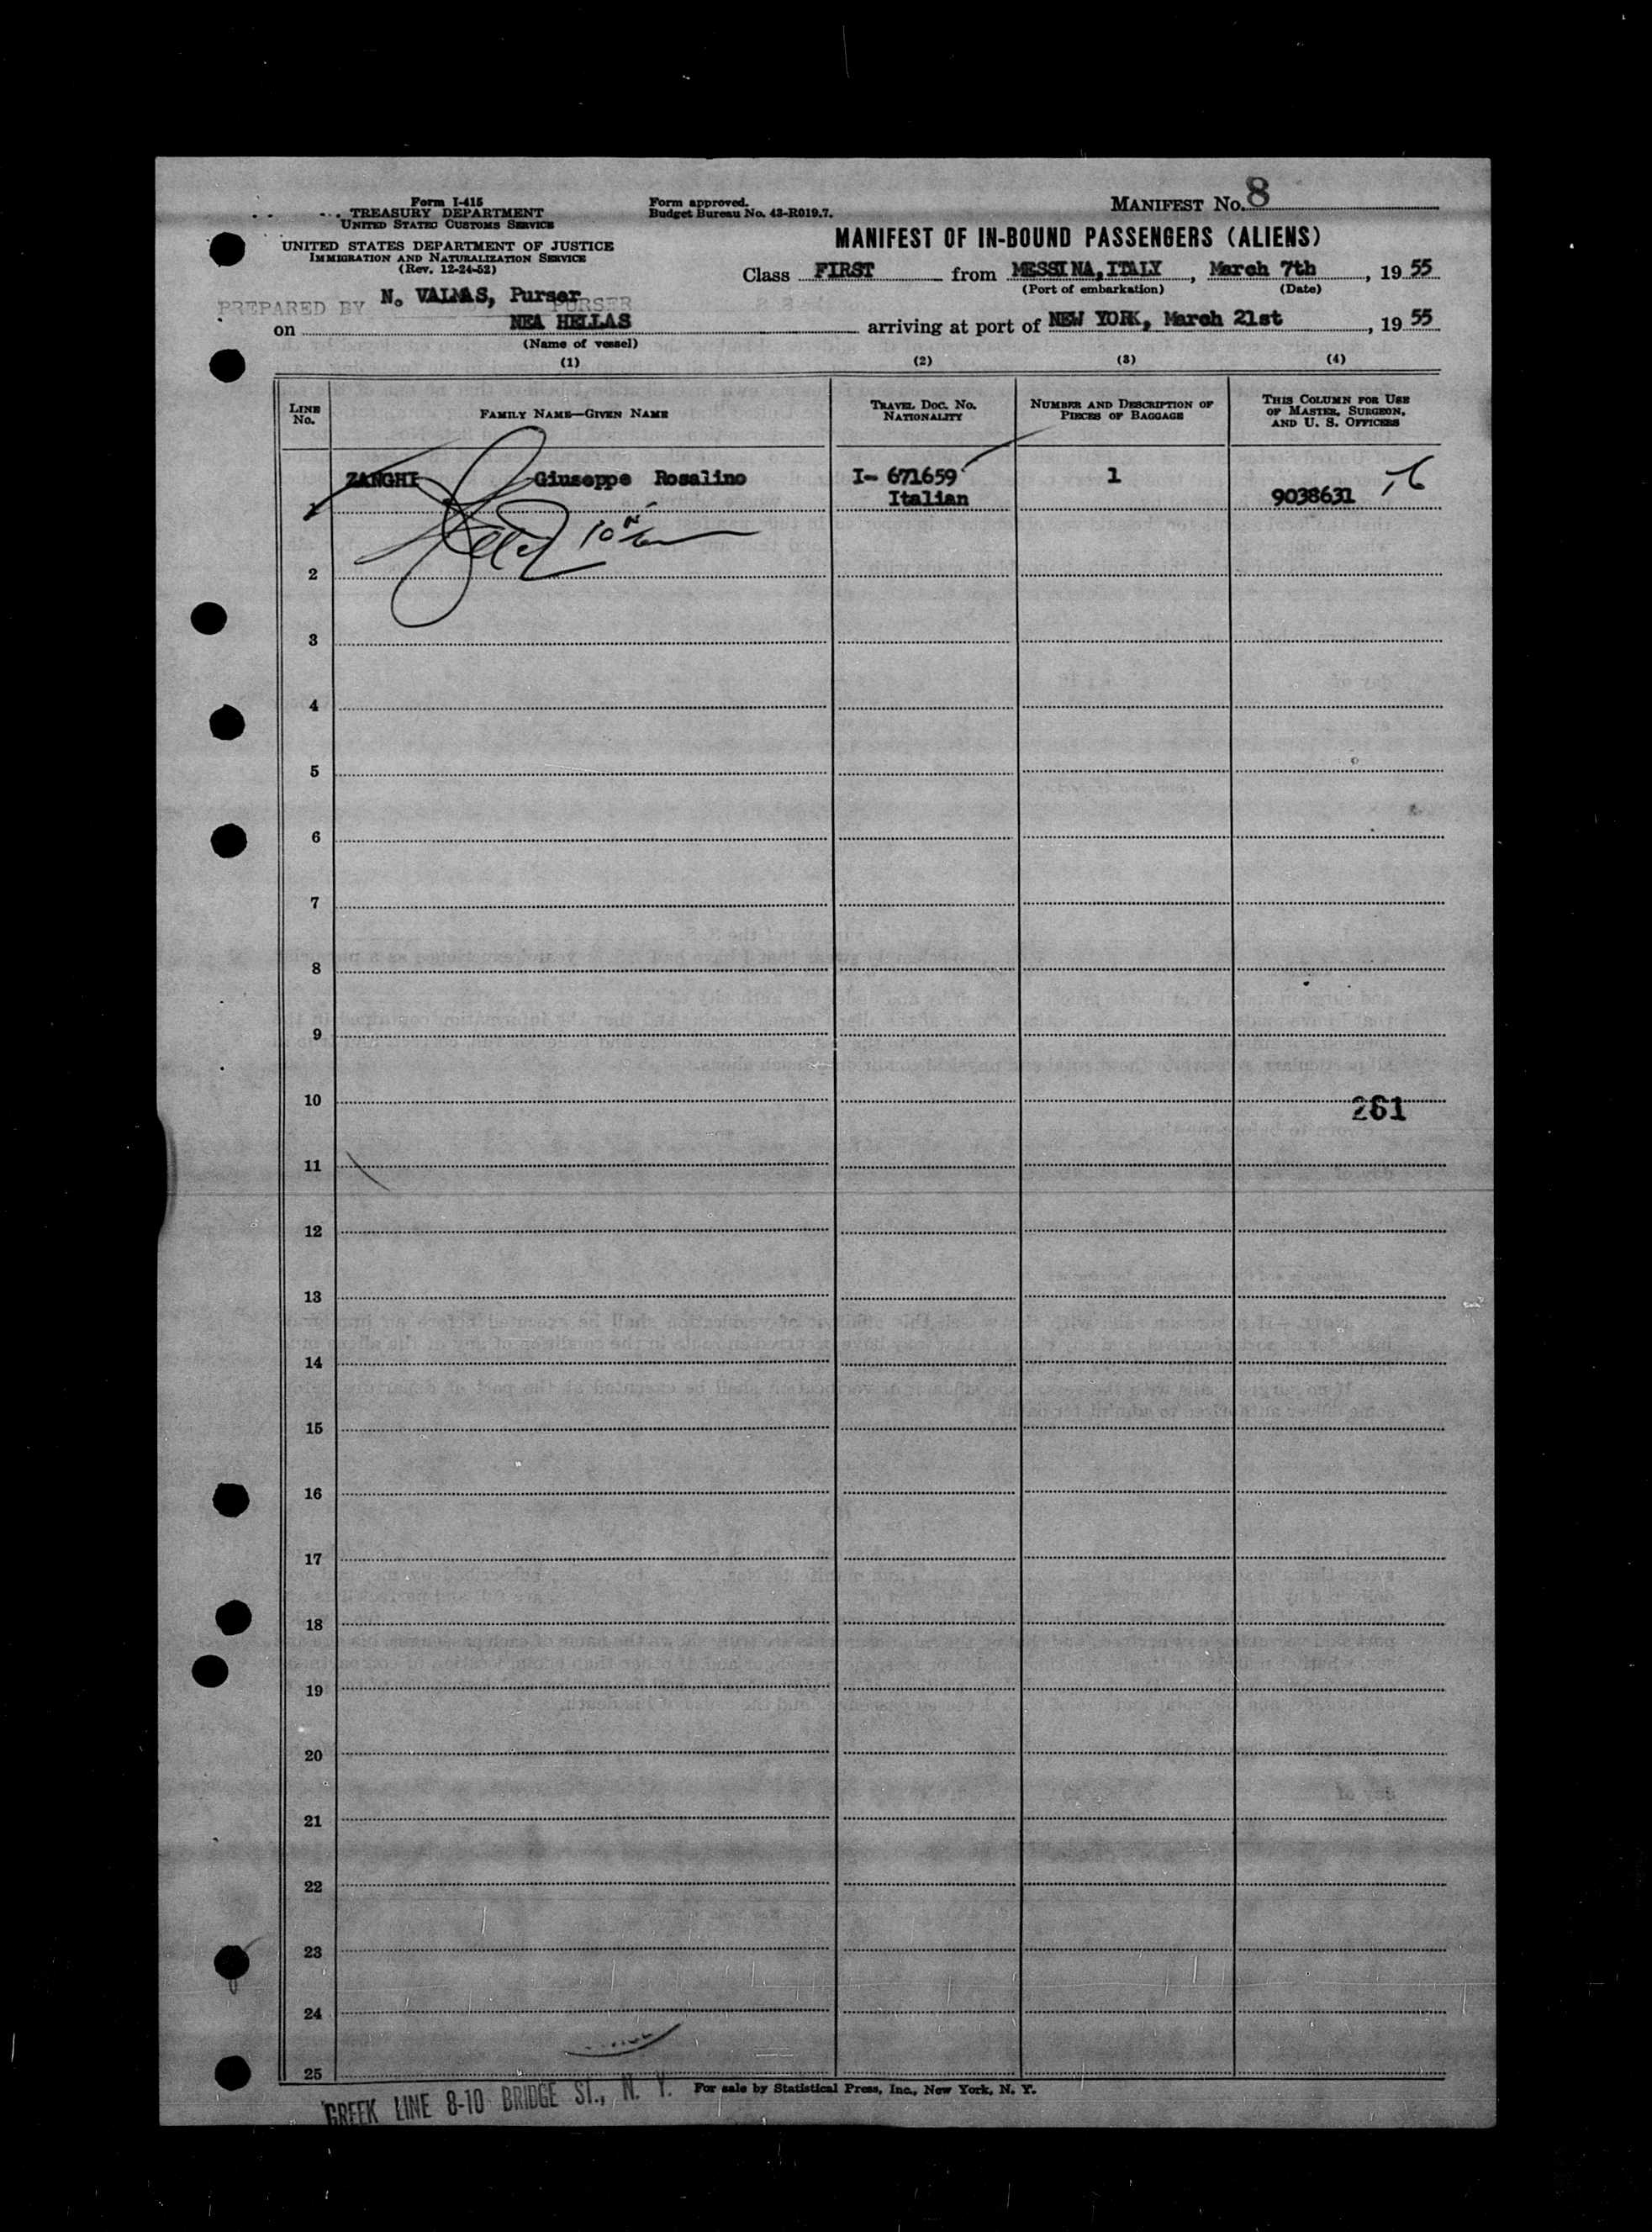 Form I-415
TREASURY DEPARTMENT
UNITED STATES CUSTOMS SERVICE
UNITED STATES DEPARTMENT OF JUSTICE
IMMIGRATION AND NATURALIZATION SERVICE
(Rev. 12-24-52)
Form approved.
Budget Bureau No. 43-R019.7.
MANIFEST No. 8
MANIFEST OF IN-BOUND PASSENGERS (ALIENS)
Class FIRST from MESSINA, ITALY, March 7th, 19 55
(Port of embarkation) (Date)
PREPARED BY N. VALMAS, Purser PURSER
on NEA HELLAS arriving at port of NEW YORK, March 21st, 19 55
(Name of vessel)
(1) (2) (3) (4)
LINE No. FAMILY NAME—GIVEN NAME TRAVEL DOC. NO. NATIONALITY NUMBER AND DESCRIPTION OF PIECES OF BAGGAGE THIS COLUMN FOR USE OF MASTER, SURGEON, AND U. S. OFFICERS
ZANGHI Giuseppe Rosalino I- 671659 1
1 Italian 9038631
2
3
4
5
6
7
8
9
10 261
11
12
13
14
15
16
17
18
19
20
21
22
23
24
25
For sale by Statistical Press, Inc., New York, N. Y.
GREEK LINE 8-10 BRIDGE ST., N. Y.